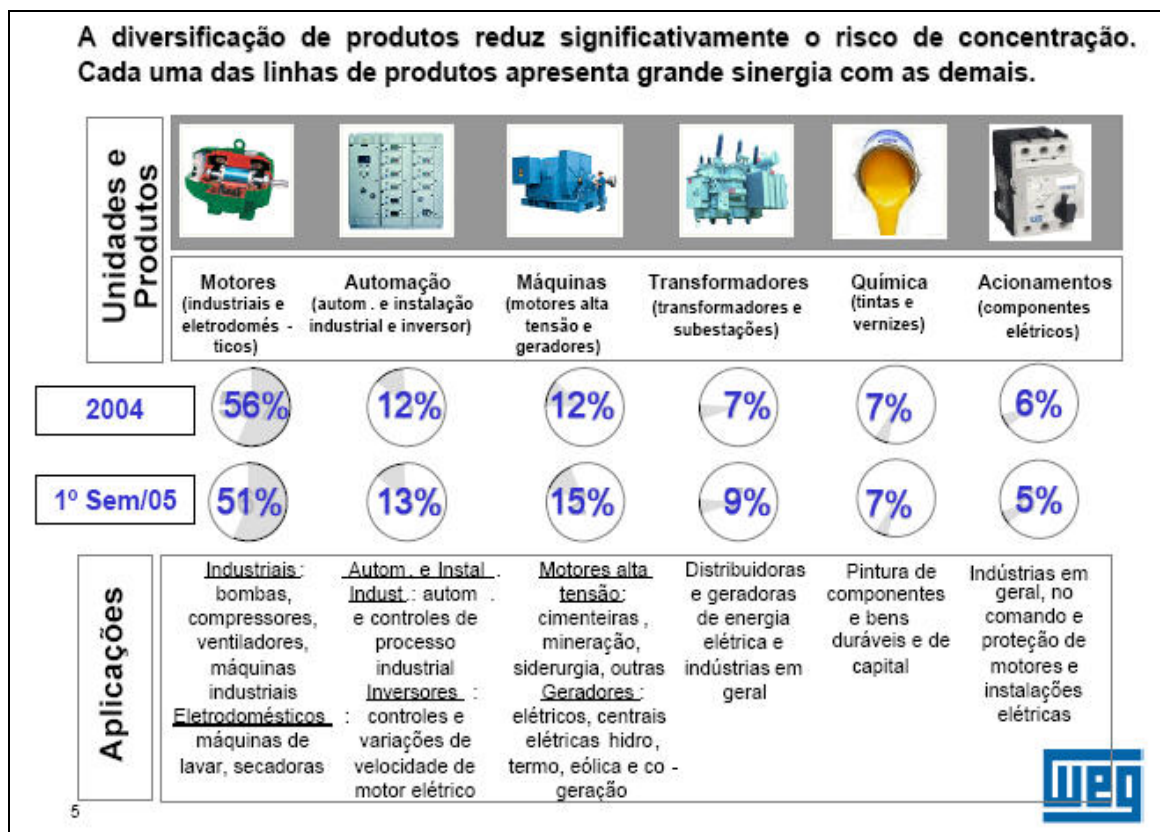 A diversificação de produtos reduz significativamente o risco de concentração.
Cada uma das linhas de produtos apresenta grande sinergia com as demais.
Unidades e
Produtos
Motores
(industriais e
eletrodomés -
ticos)
Automação
(autom . e instalação
industrial e inversor)
Máquinas
(motores alta
tensão e
geradores)
Transformadores
(transformadores e
subestações)
Química
(tintas e
vernizes)
Acionamentos
(componentes
elétricos)
2004
56%
12%
12%
7%
7%
6%
1º Sem/05
51%
13%
15%
9%
7%
5%
Aplicações
Industriais :
bombas,
compressores,
ventiladores,
máquinas
industriais
Eletrodomésticos :
máquinas de
lavar, secadoras
Autom . e Instal .
Indust .: autom .
e controles de
processo
industrial
Inversores :
controles e
variações de
velocidade de
motor elétrico
Motores alta
tensão :
cimenteiras ,
mineração,
siderurgia, outras
Geradores :
elétricos, centrais
elétricas hidro ,
termo, eólica e co -
geração
Distribuidoras
e geradoras
de energia
elétrica e
indústrias em
geral
Pintura de
componentes
e bens
duráveis e de
capital
Indústrias em
geral, no
comando e
proteção de
motores e
instalações
elétricas
weg
5